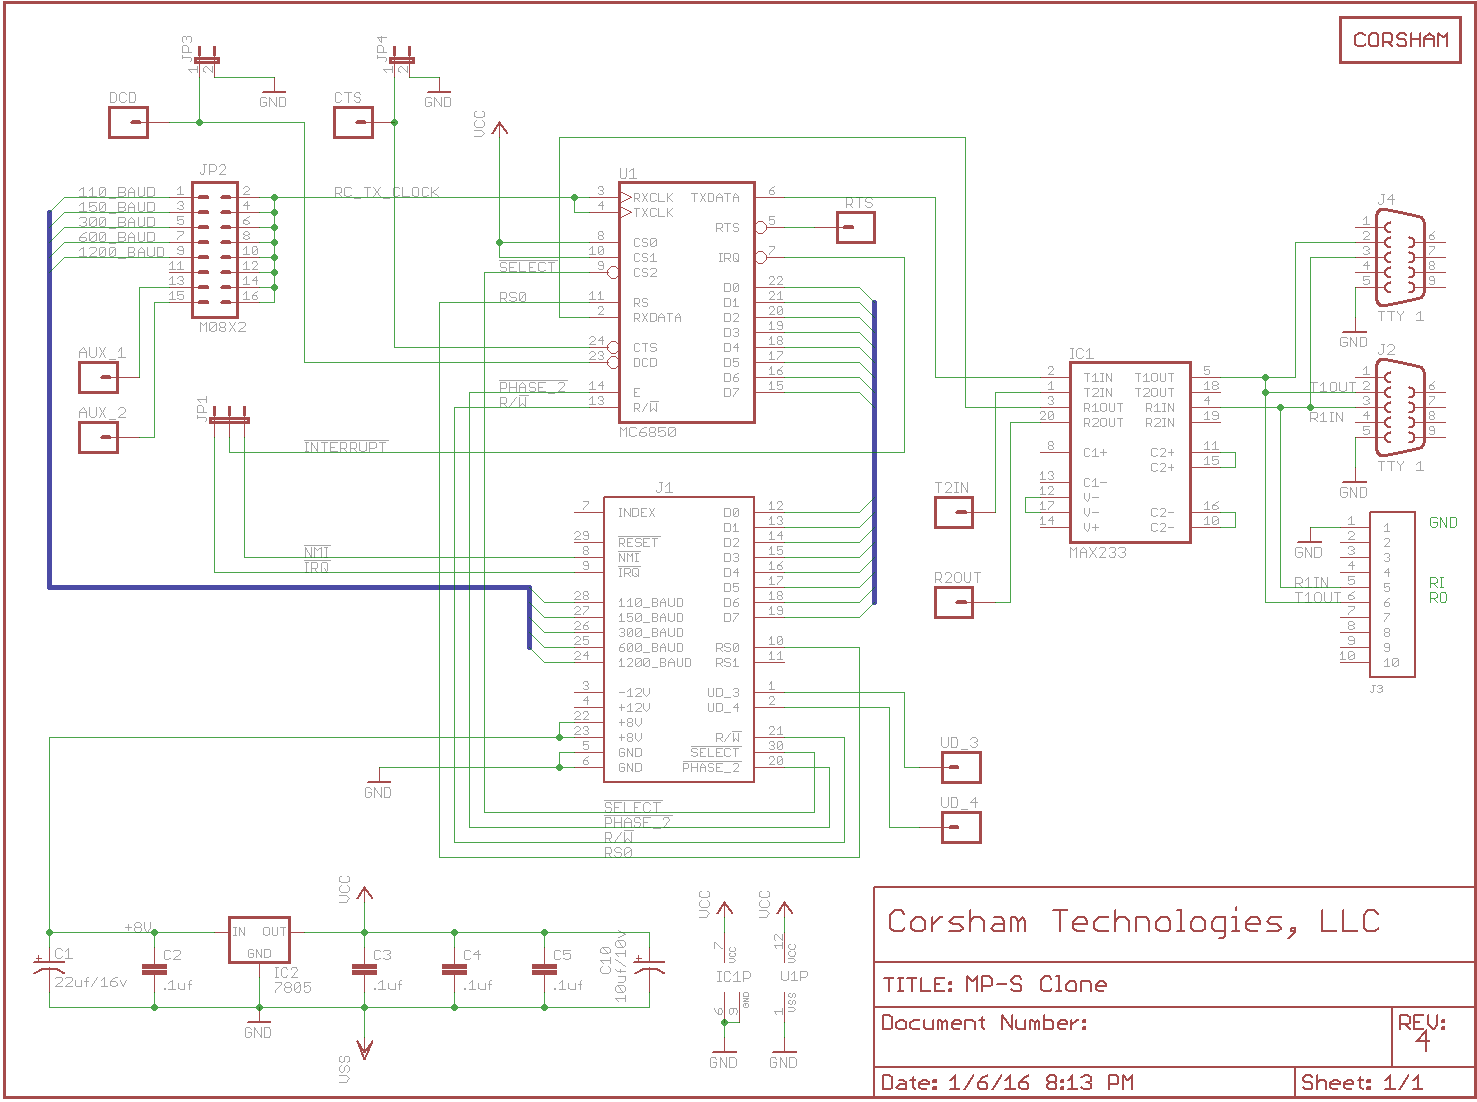 CORSHAM
JP3
1 2
GND
DCD
JP4
1 2
GND
CTS
VCC
JP2
110_BAUD 1 2
150_BAUD 3 4
300_BAUD 5 6
600_BAUD 7 8
1200_BAUD 9 10
11 12
13 14
15 16
M08X2
RC_TX_CLOCK
AUX_1
AUX_2
JP1
INTERRUPT
NMI
IRQ
U1
3 RXCLK TXDATA 6
4 TXCLK
RTS 5
8 CS0
10 CS1 IRQ 7
SELECT 9 CS2
D0 22
RS0 11 RS D1 21
2 RXDATA D2 20
D3 19
24 CTS D4 18
23 DCD D5 17
D6 16
PHASE_2 14 E D7 15
R/W 13 R/W
MC6850
RTS
J1
7 INDEX D0 12
D1 13
29 RESET D2 14
8 NMI D3 15
9 IRQ D4 16
D5 17
28 110_BAUD D6 18
27 150_BAUD D7 19
26 300_BAUD
25 600_BAUD RS0 10
24 1200_BAUD RS1 11
3 -12V UD_3 1
4 +12V UD_4 2
22 +8V
23 +8V R/W 21
5 GND SELECT 30
6 GND PHASE_2 20
GND
SELECT
PHASE_2
R/W
RS0
UD_3
UD_4
IC1
2 T1IN T1OUT 5
1 T2IN T2OUT 18
3 R1OUT R1IN 4
20 R2OUT R2IN 19
8 C1+ C2+ 11
C2+ 15
13 C1-
12 V-
17 V- C2- 16
14 V+ C2- 10
MAX233
T2IN
R2OUT
J4
1
2 6
3 7
4 8
5 9
TTY 1
GND
J2
1
T1OUT 2 6
3 7
R1IN 4 8
5 9
TTY 1
GND
1 1 GND
2 2
GND 3 3
4 4
R1IN 5 5 RI
T1OUT 6 6 RO
7 7
8 8
9 9
10 10
J3
+8V
C1
22uf/16v
C2
.1uf
IN OUT
GND
IC2
7805
GND
VCC
C3
.1uf
C4
.1uf
C5
.1uf
C10
10uf/10v
VSS
VCC
7 VCC
IC1P
6 9 GND
GND
VCC
12 VCC
U1P
1 VSS
GND
Corsham Technologies, LLC
TITLE: MP-S Clone
Document Number:
REV:
4
Date: 1/6/16 8:13 PM
Sheet: 1/1